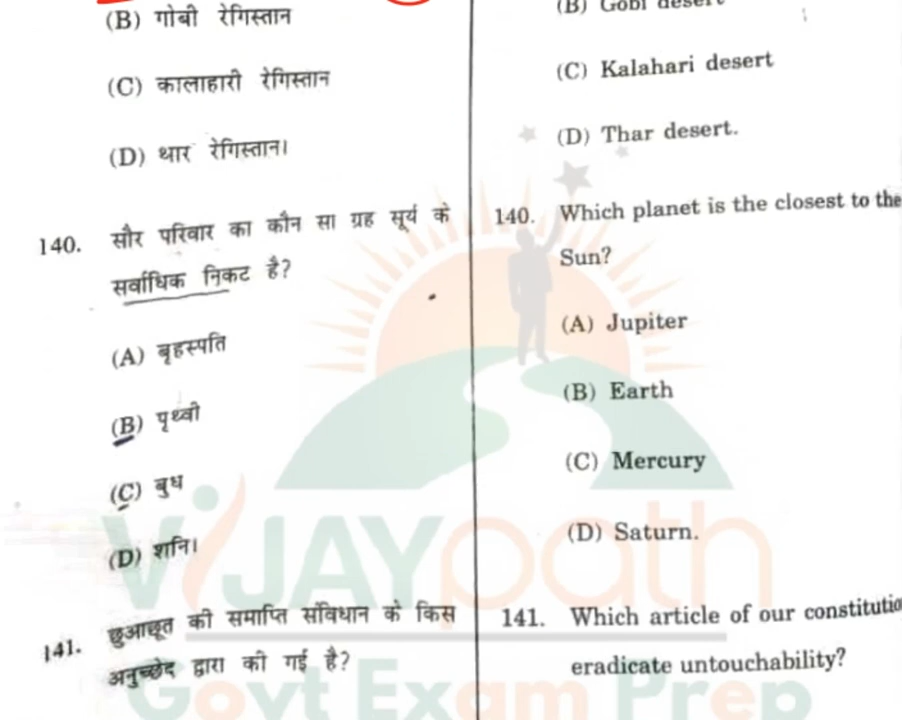 (B) गोबी रेगिस्तान
(C) कालाहारी रेगिस्तान
(D) थार रेगिस्तान।
140. सौर परिवार का कौन सा ग्रह सूर्य के
सर्वाधिक निकट है?
(A) बृहस्पति
(B) पृथ्वी
(C) बुध
(D) शनि।
141. छुआछूत की समाप्ति संविधान के किस
अनुच्छेद द्वारा की गई है?
(B) Gobi desert
(C) Kalahari desert
(D) Thar desert.
140. Which planet is the closest to the
Sun?
(A) Jupiter
(B) Earth
(C) Mercury
(D) Saturn.
141. Which article of our constitutio
eradicate untouchability?
ViJAYpath
Govt Exam Prep